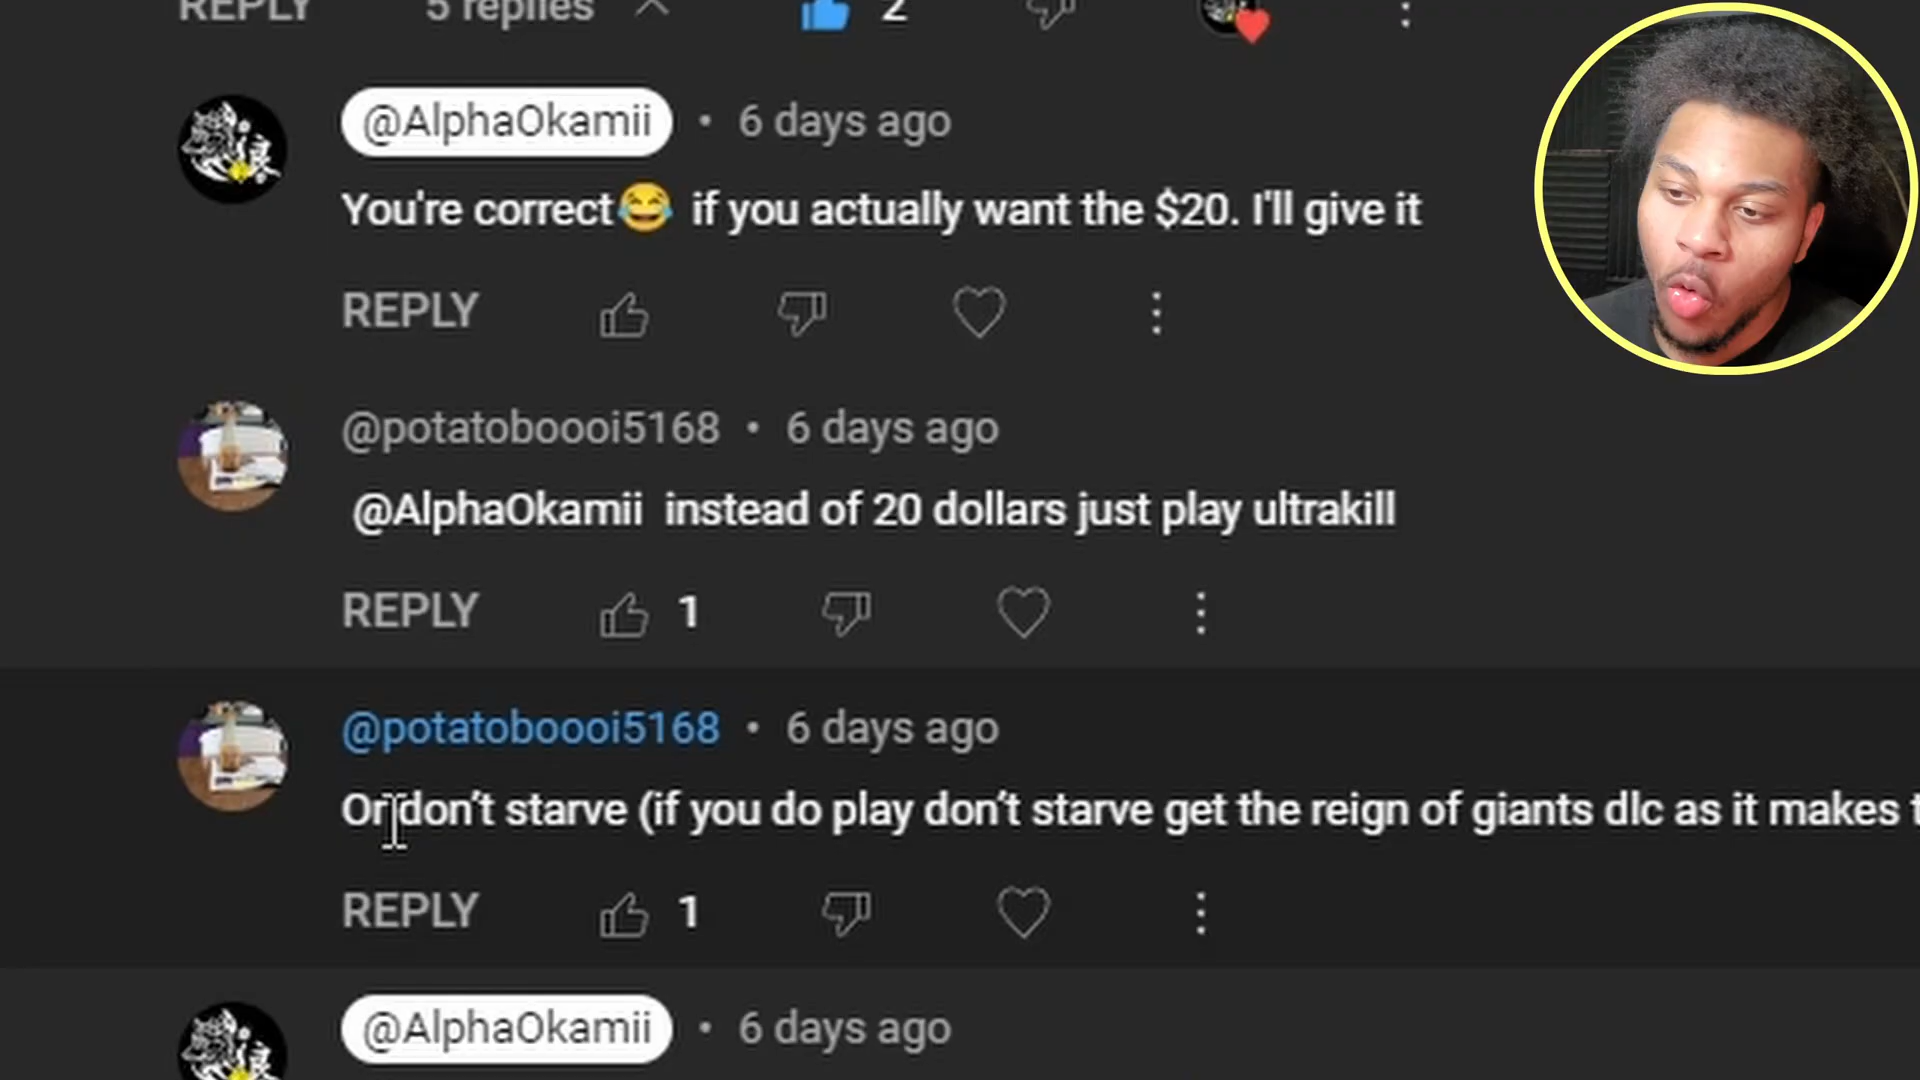 REPLY 5 replies 2
@AlphaOkamii • 6 days ago
You're correct😂 if you actually want the $20. I'll give it
REPLY
@potatoboooi5168 • 6 days ago
@AlphaOkamii instead of 20 dollars just play ultrakill
REPLY 1
@potatoboooi5168 • 6 days ago
Or don't starve (if you do play don't starve get the reign of giants dlc as it makes
REPLY 1
@AlphaOkamii • 6 days ago